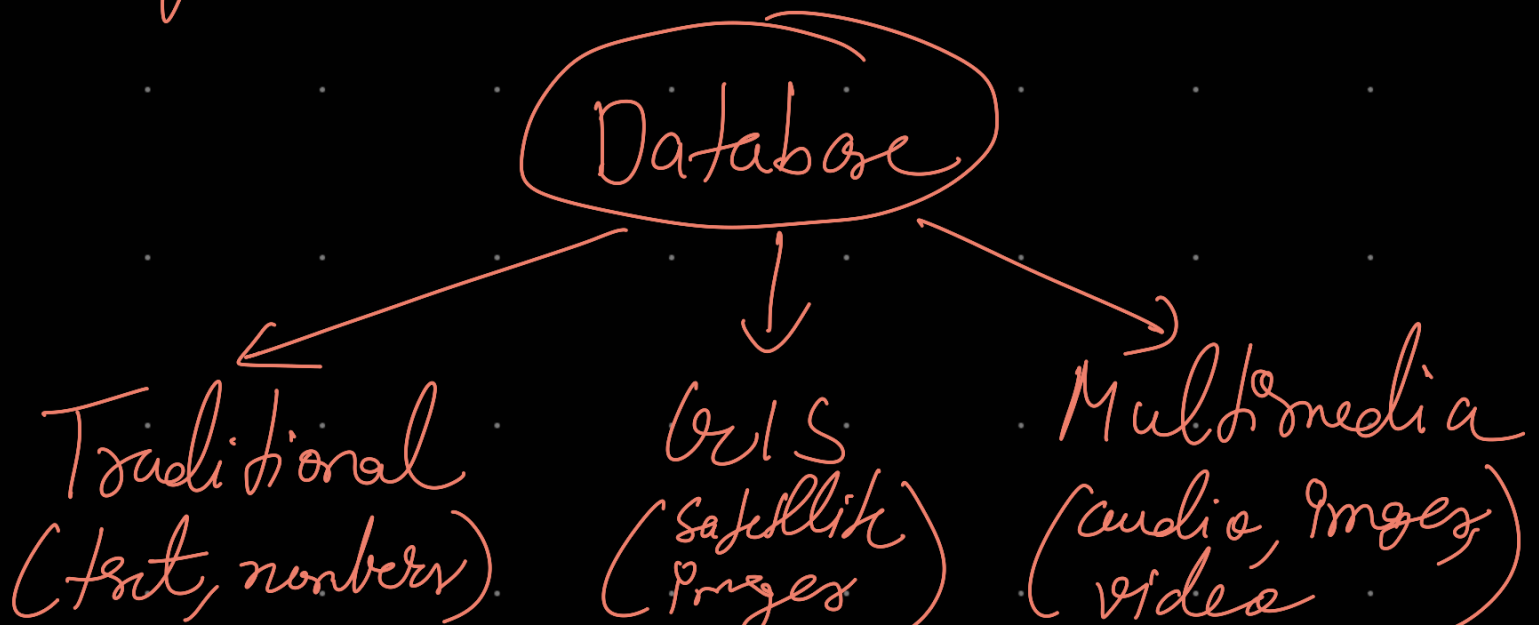 Database
Traditional
(text, numbers)
GIS
(satellite
images)
Multimedia
(audio, images,
video)